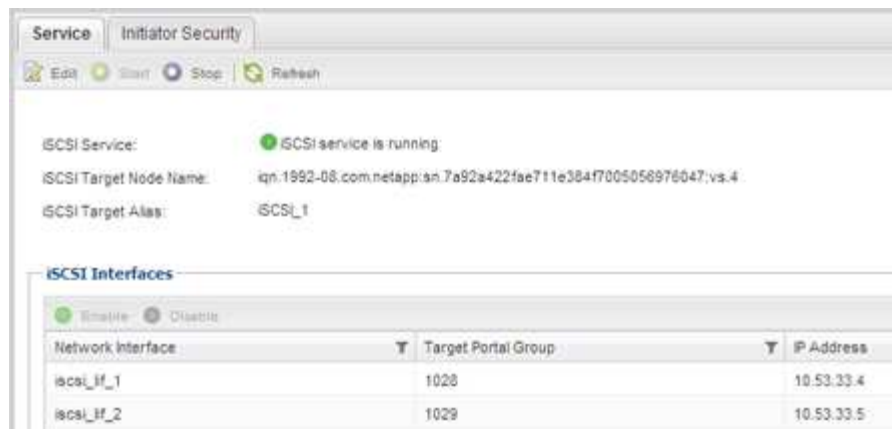 Service Initiator Security
Edit Start Stop Refresh
iSCSI Service: iSCSI service is running
iSCSI Target Node Name: iqn.1992-08.com.netapp:sn.7a92a422fae711e384f7005056976047:vs.4
iSCSI Target Alias: iSCSI_1
iSCSI Interfaces
Enable Disable
Network Interface Target Portal Group IP Address
iscsi_lif_1 1028 10.53.33.4
iscsi_lif_2 1029 10.53.33.5